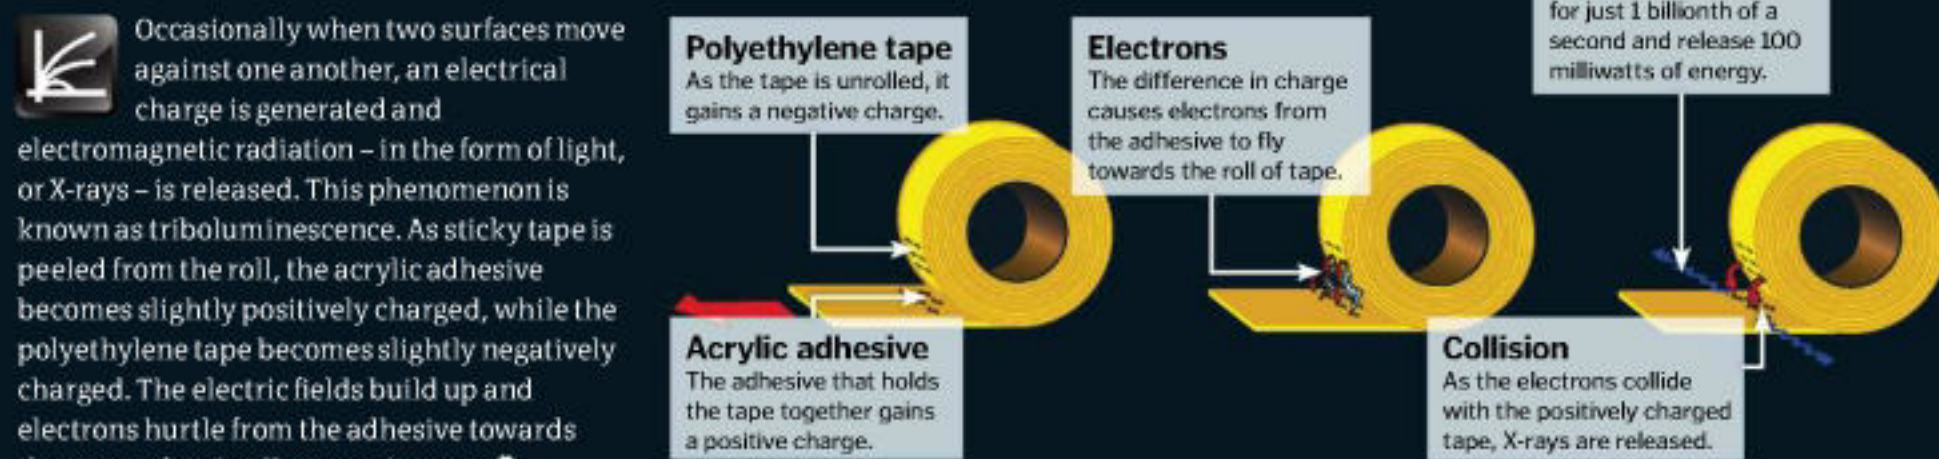 Occasionally when two surfaces move
against one another, an electrical
charge is generated and
electromagnetic radiation – in the form of light,
or X-rays – is released. This phenomenon is
known as triboluminescence. As sticky tape is
peeled from the roll, the acrylic adhesive
becomes slightly positively charged, while the
polyethylene tape becomes slightly negatively
charged. The electric fields build up and
electrons hurtle from the adhesive towards
Polyethylene tape
As the tape is unrolled, it
gains a negative charge.
Acrylic adhesive
The adhesive that holds
the tape together gains
a positive charge.
Electrons
The difference in charge
causes electrons from
the adhesive to fly
towards the roll of tape.
for just 1 billionth of a
second and release 100
milliwatts of energy.
Collision
As the electrons collide
with the positively charged
tape, X-rays are released.